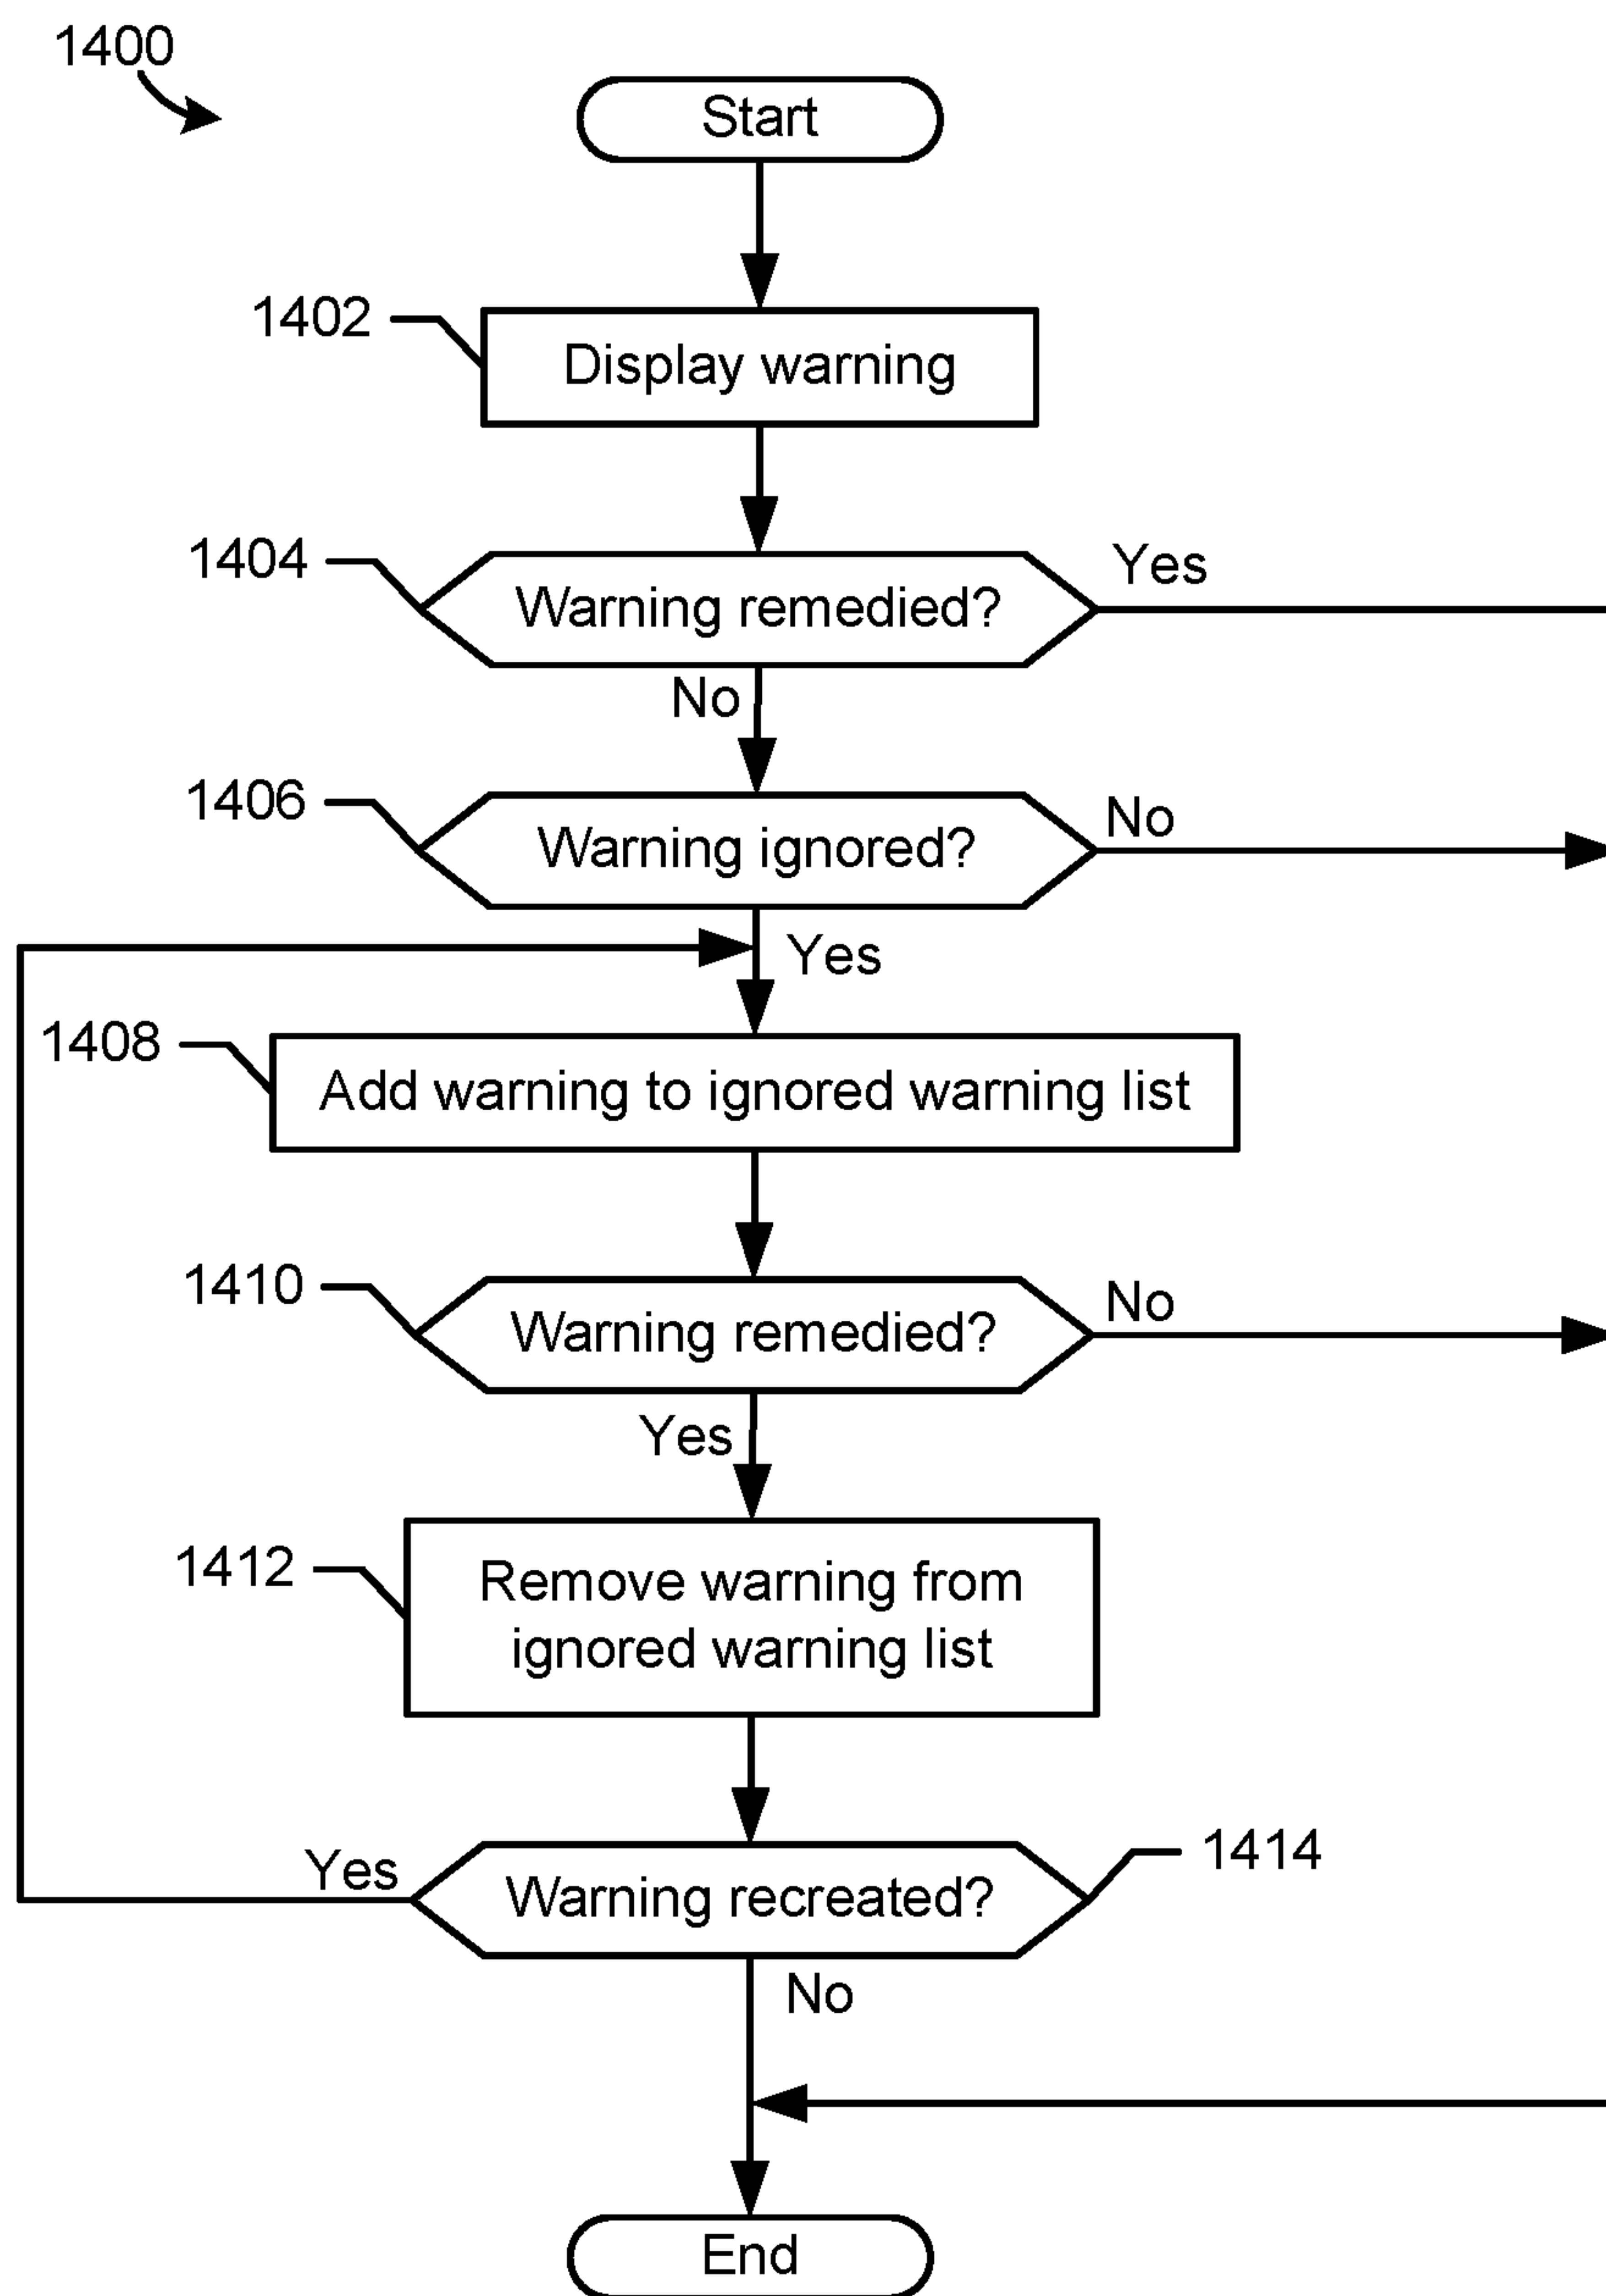 1400
Start
1402
Display warning
1404
Warning remedied?
Yes
No
1406
Warning ignored?
No
Yes
1408
Add warning to ignored warning list
1410
Warning remedied?
No
Yes
1412
Remove warning from
ignored warning list
1414
Yes
Warning recreated?
No
End